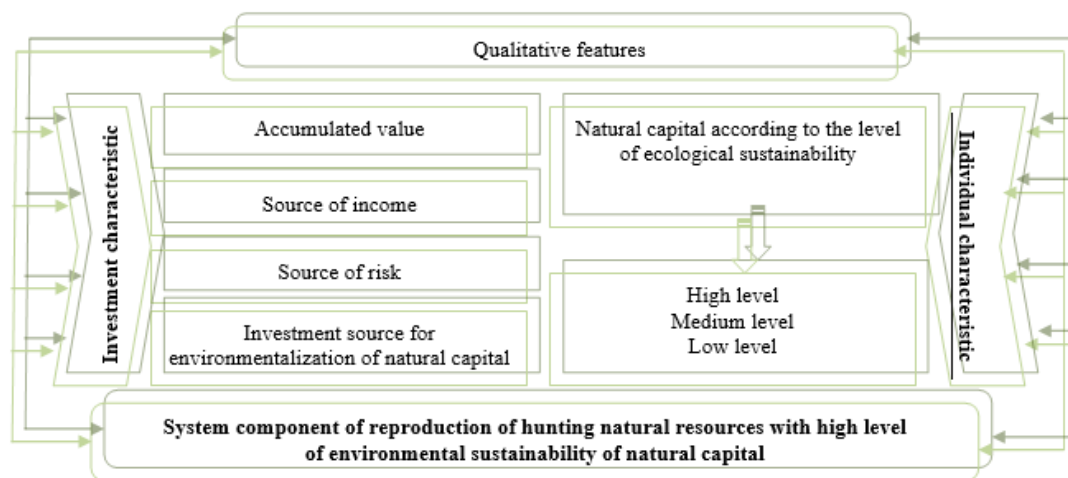 Qualitative features
Investment characteristic
Accumulated value
Source of income
Source of risk
Investment source for
environmentalization of natural capital
Natural capital according to the level
of ecological sustainability
High level
Medium level
Low level
Individual characteristic
System component of reproduction of hunting natural resources with high level
of environmental sustainability of natural capital